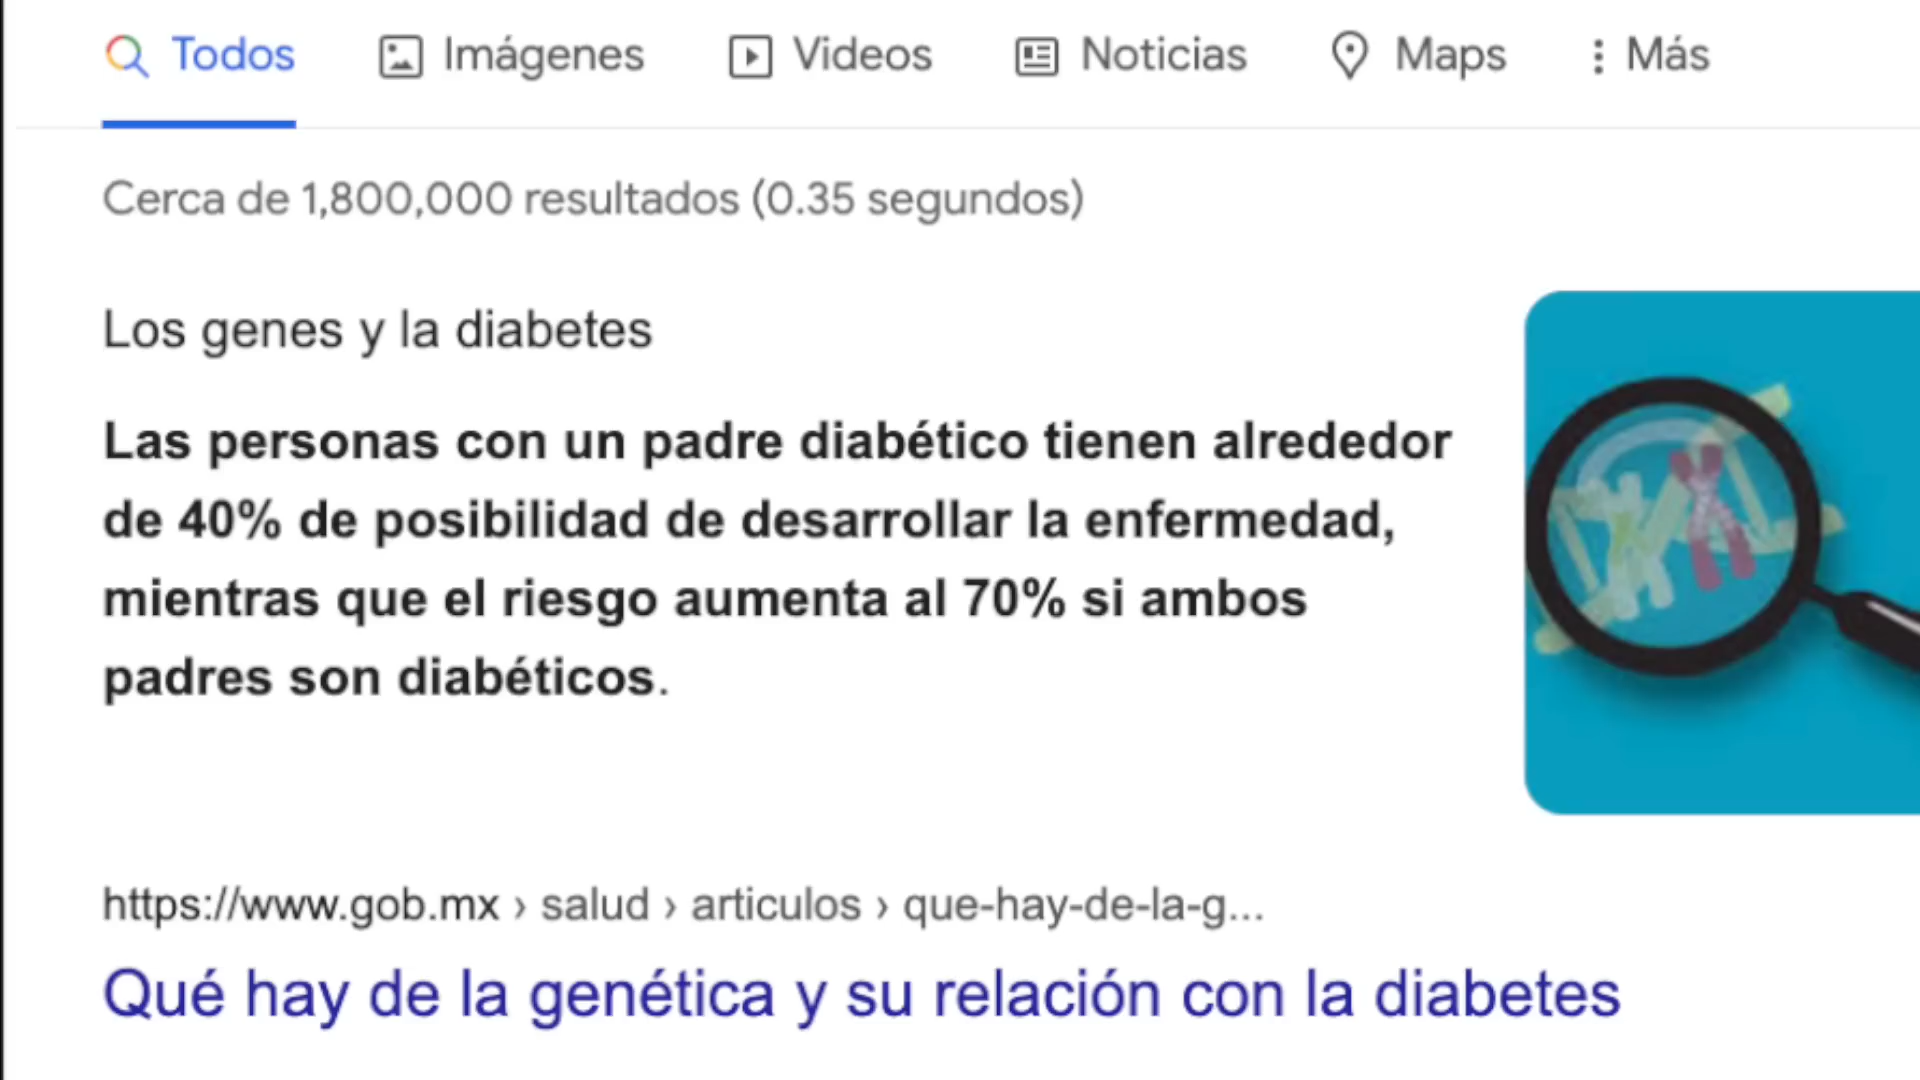 Todos Imágenes Videos Noticias Maps Más
Cerca de 1,800,000 resultados (0.35 segundos)
Los genes y la diabetes
Las personas con un padre diabético tienen alrededor
de 40% de posibilidad de desarrollar la enfermedad,
mientras que el riesgo aumenta al 70% si ambos
padres son diabéticos.
https://www.gob.mx › salud › articulos › que-hay-de-la-g...
Qué hay de la genética y su relación con la diabetes